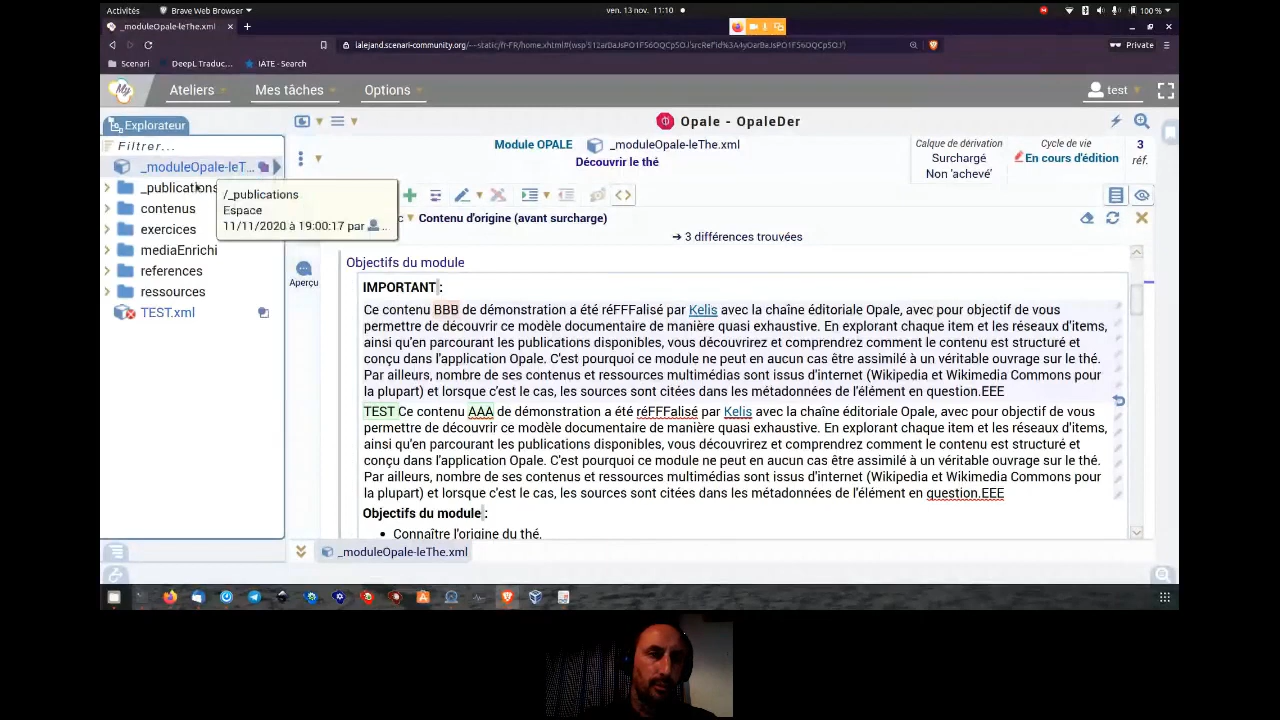 Activités
Brave Web Browser
ven. 13 nov. 11:10
100 %
_moduleOpale-leThe.xml
Private
Scenari
DeepL Traduc...
IATE - Search
My
Ateliers
Mes tâches
Options
test
Explorateur
Opale - OpaleDer
Filtrer...
Module OPALE
_moduleOpale-leThe.xml
Découvrir le thé
Calque de dérivation
Surchargé
Non 'achevé'
Cycle de vie
En cours d'édition
3
réf.
_moduleOpale-leT...
_publications
contenus
exercices
mediaEnrichi
references
ressources
TEST.xml
/_publications
Espace
11/11/2020 à 19:00:17 par ...
Contenu d'origine (avant surcharge)
➔ 3 différences trouvées
Aperçu
Objectifs du module
IMPORTANT :
Ce contenu BBB de démonstration a été réFFFalisé par Kelis avec la chaîne éditoriale Opale, avec pour objectif de vous
permettre de découvrir ce modèle documentaire de manière quasi exhaustive. En explorant chaque item et les réseaux d'items,
ainsi qu'en parcourant les publications disponibles, vous découvrirez et comprendrez comment le contenu est structuré et
conçu dans l'application Opale. C'est pourquoi ce module ne peut en aucun cas être assimilé à un véritable ouvrage sur le thé.
Par ailleurs, nombre de ses contenus et ressources multimédias sont issus d'internet (Wikipedia et Wikimedia Commons pour
la plupart) et lorsque c'est le cas, les sources sont citées dans les métadonnées de l'élément en question.EEE
TEST Ce contenu AAA de démonstration a été réFFFalisé par Kelis avec la chaîne éditoriale Opale, avec pour objectif de vous
permettre de découvrir ce modèle documentaire de manière quasi exhaustive. En explorant chaque item et les réseaux d'items,
ainsi qu'en parcourant les publications disponibles, vous découvrirez et comprendrez comment le contenu est structuré et
conçu dans l'application Opale. C'est pourquoi ce module ne peut en aucun cas être assimilé à un véritable ouvrage sur le thé.
Par ailleurs, nombre de ses contenus et ressources multimédias sont issus d'internet (Wikipedia et Wikimedia Commons pour
la plupart) et lorsque c'est le cas, les sources sont citées dans les métadonnées de l'élément en question.EEE
Objectifs du module :
• Connaître l'origine du thé.
_moduleOpale-leThe.xml